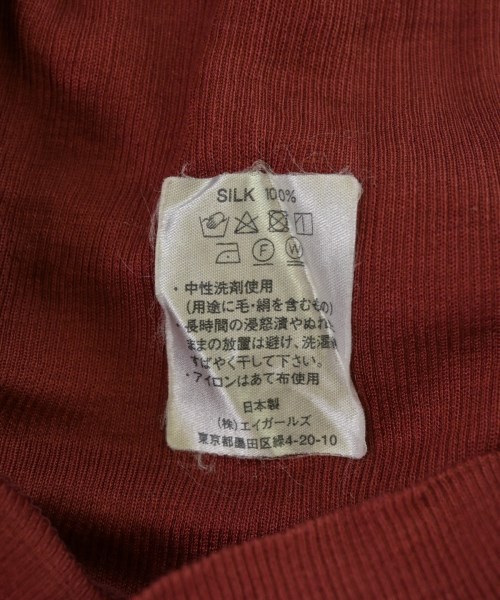 SILK 100%
F W
・中性洗剤使用
(用途に毛・絹を含むもの)
・長時間の浸漬やぬれ
ままの放置は避け、洗濯
すばやく干して下さい。
・アイロンはあて布使用
日本製
(株)エイガールズ
東京都墨田区緑4-20-10